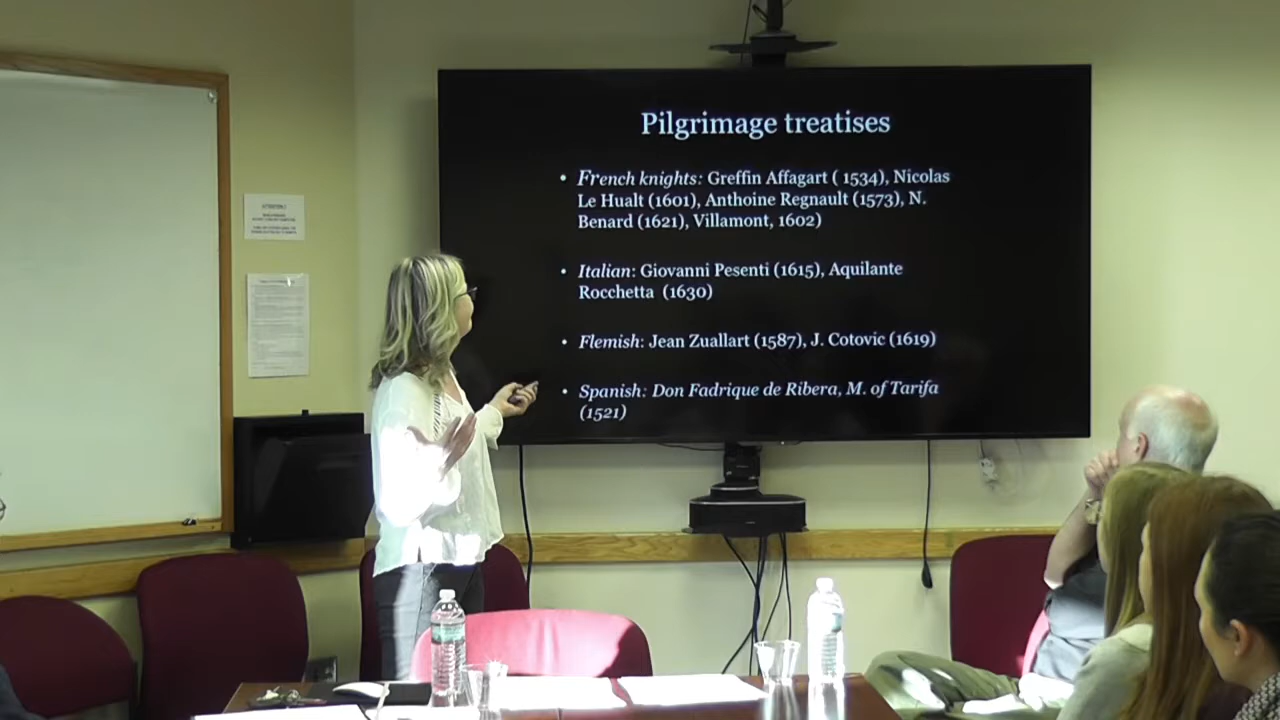 Pilgrimage treatises
• French knights: Greffin Affagart ( 1534), Nicolas
Le Hualt (1601), Anthoine Regnault (1573), N.
Benard (1621), Villamont, 1602)
• Italian: Giovanni Pesenti (1615), Aquilante
Rocchetta (1630)
• Flemish: Jean Zuallart (1587), J. Cotovic (1619)
• Spanish: Don Fadrique de Ribera, M. of Tarifa
(1521)